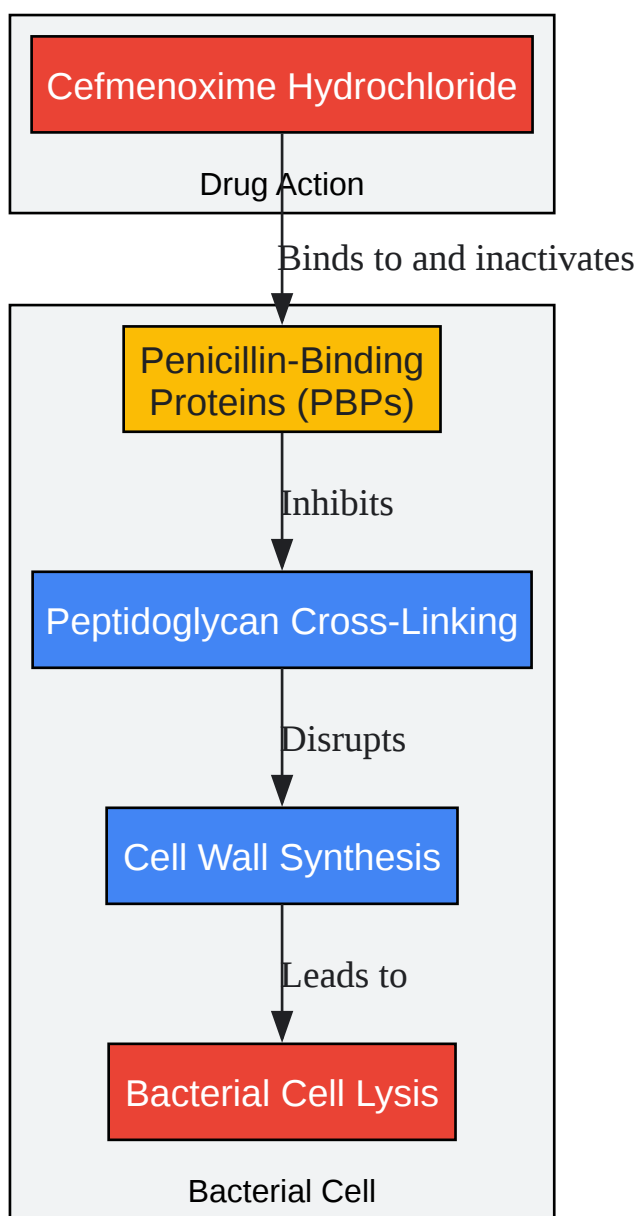 Cefmenoxime Hydrochloride
Drug Action
Binds to and inactivates
Penicillin-Binding
Proteins (PBPs)
Inhibits
Peptidoglycan Cross-Linking
Disrupts
Cell Wall Synthesis
Leads to
Bacterial Cell Lysis
Bacterial Cell